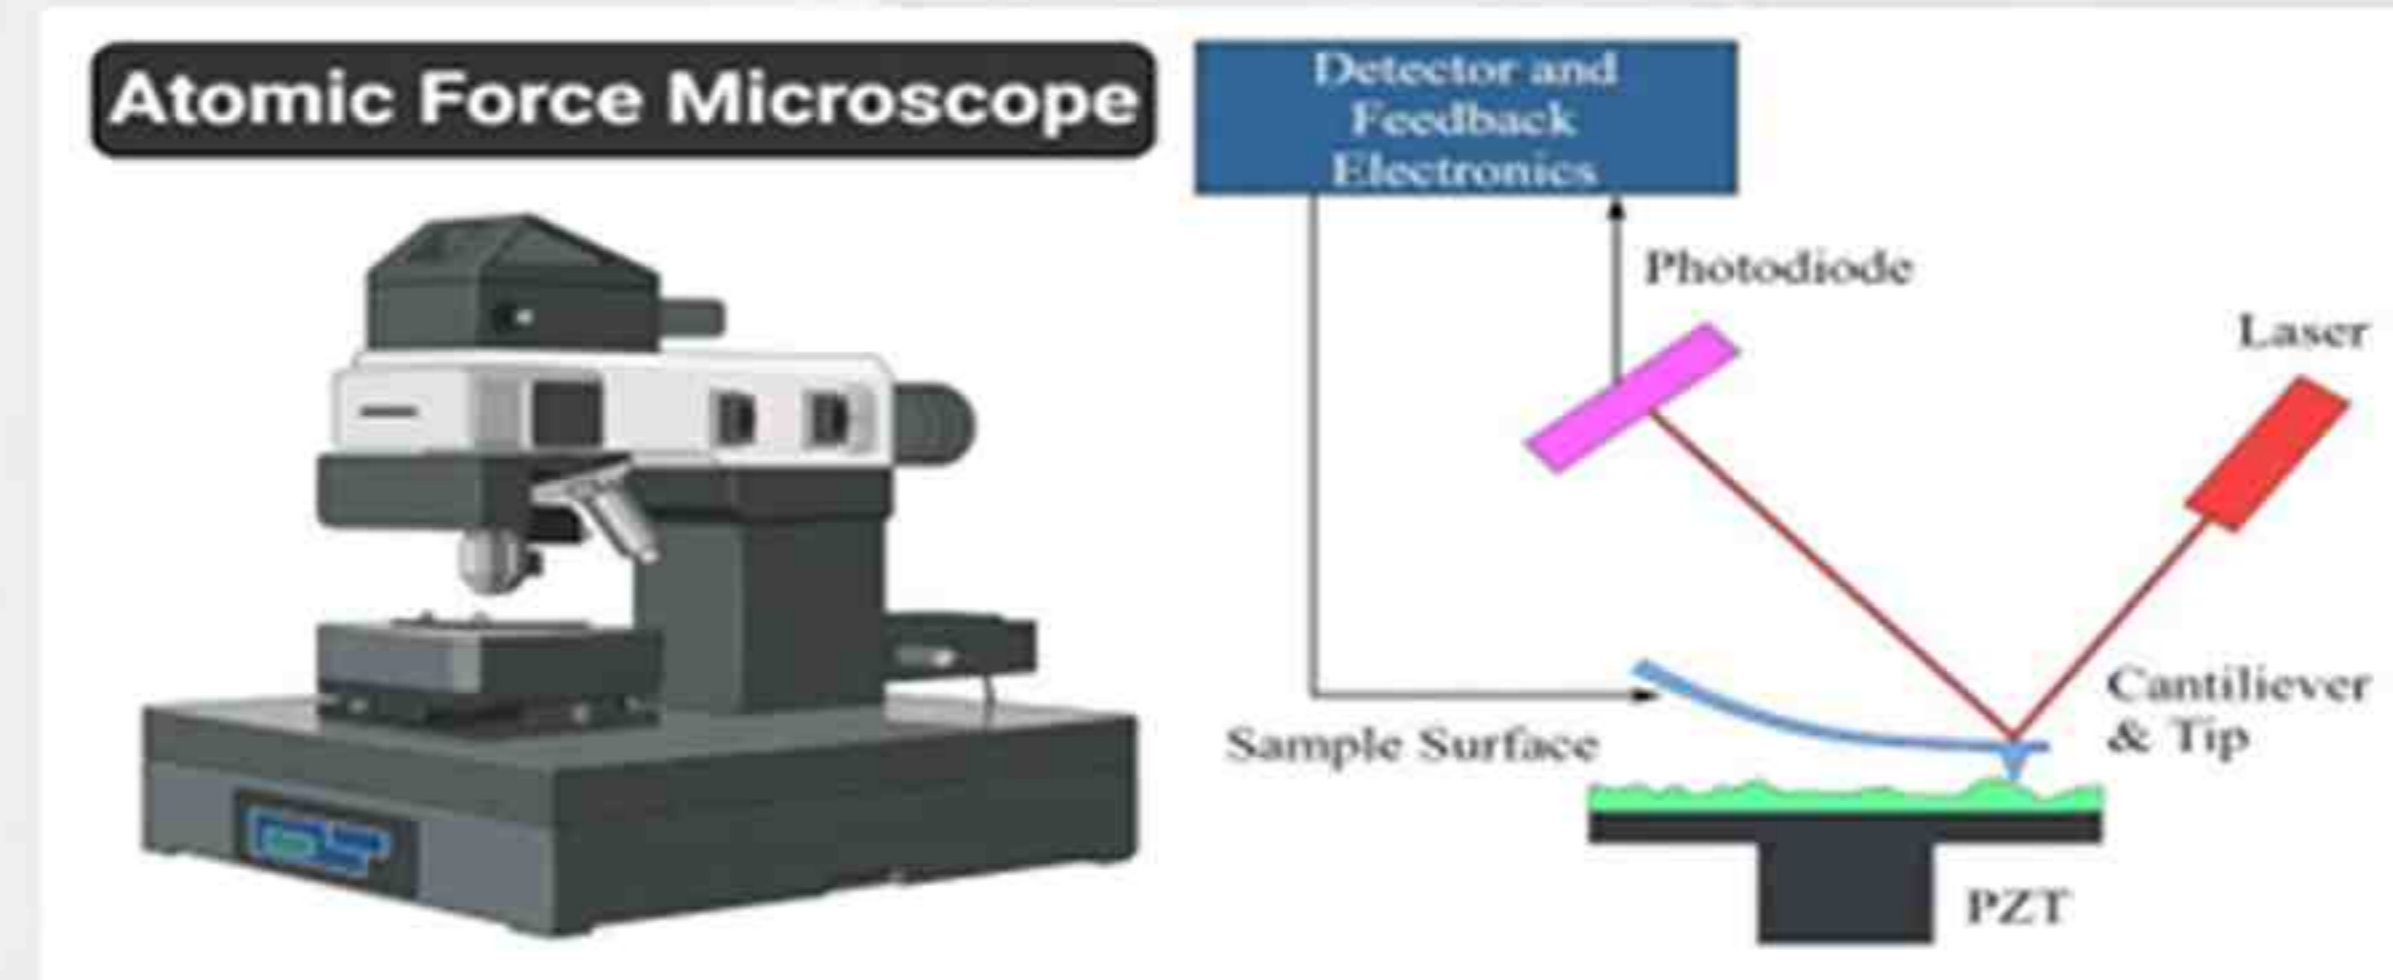 Atomic Force Microscope
Detector and
Feedback
Electronics
Photodiode
Laser
Cantiliever
& Tip
Sample Surface
PZT